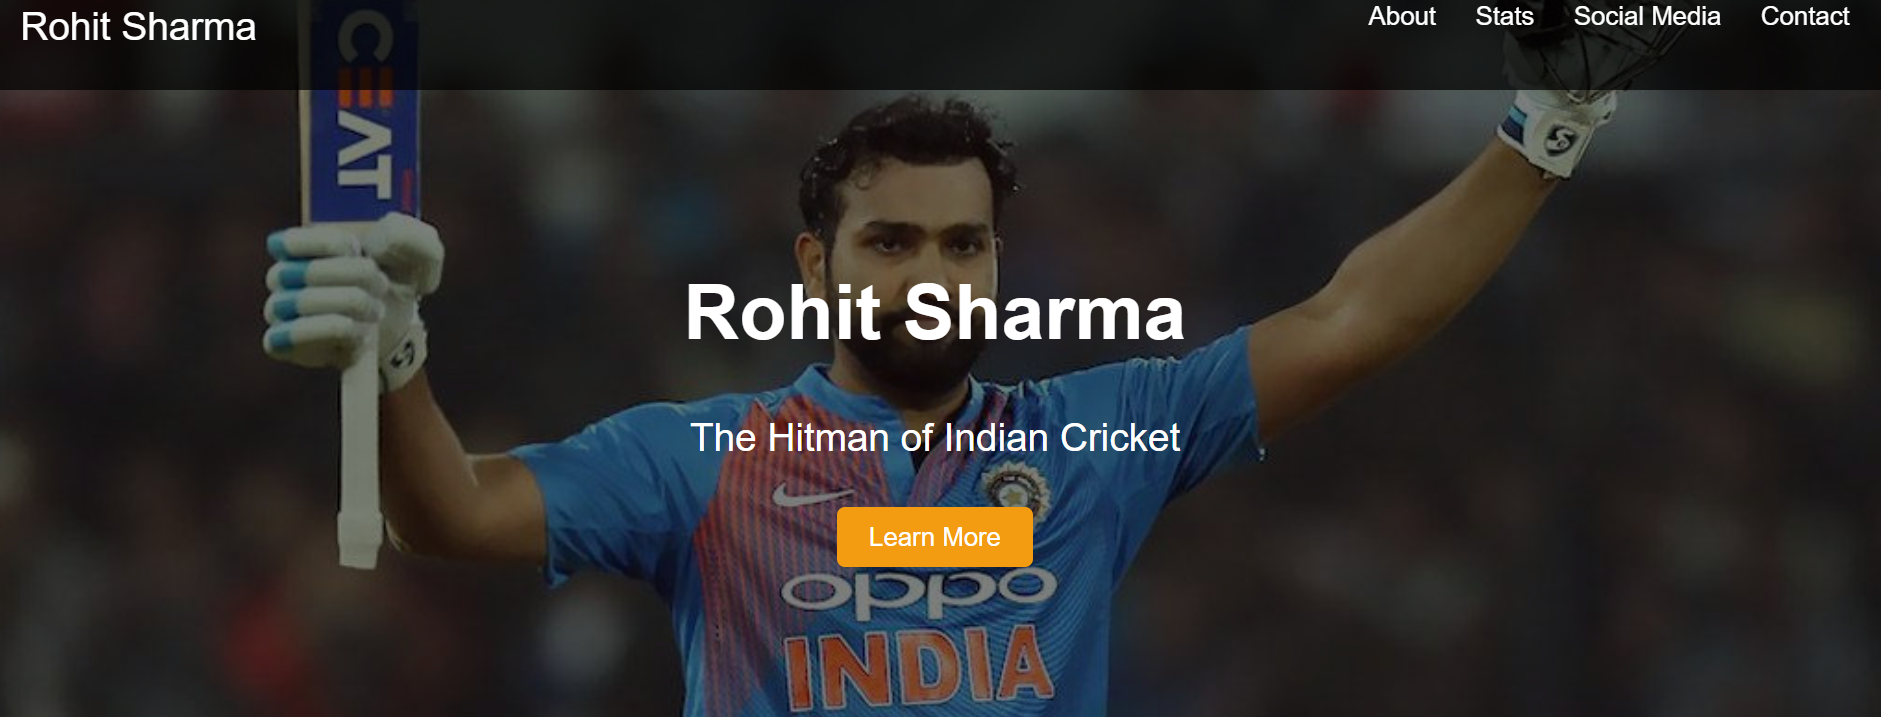 Rohit Sharma
About Stats Social Media Contact
CEAT
Rohit Sharma
The Hitman of Indian Cricket
Learn More
oppo
INDIA